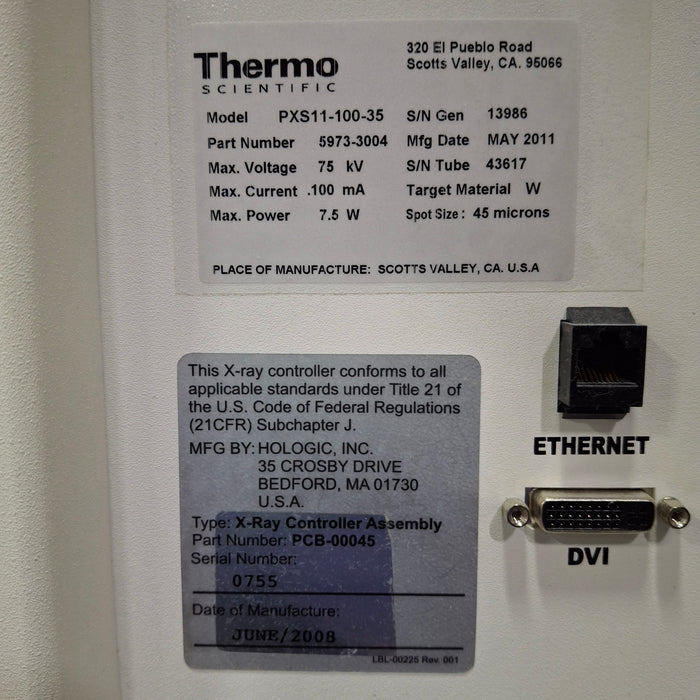 Thermo
SCIENTIFIC
320 El Pueblo Road
Scotts Valley, CA. 95066
Model PXS11-100-35 S/N Gen 13986
Part Number 5973-3004 Mfg Date MAY 2011
Max. Voltage 75 kV S/N Tube 43617
Max. Current .100 mA Target Material W
Max. Power 7.5 W Spot Size : 45 microns
PLACE OF MANUFACTURE: SCOTTS VALLEY, CA. U.S.A
This X-ray controller conforms to all
applicable standards under Title 21 of
the U.S. Code of Federal Regulations
(21CFR) Subchapter J.
MFG BY: HOLOGIC, INC.
35 CROSBY DRIVE
BEDFORD, MA 01730
U.S.A.
Type: X-Ray Controller Assembly
Part Number: PCB-00045
Serial Number:
0755
Date of Manufacture:
JUNE/2008
LBL-00225 Rev. 001
ETHERNET
DVI